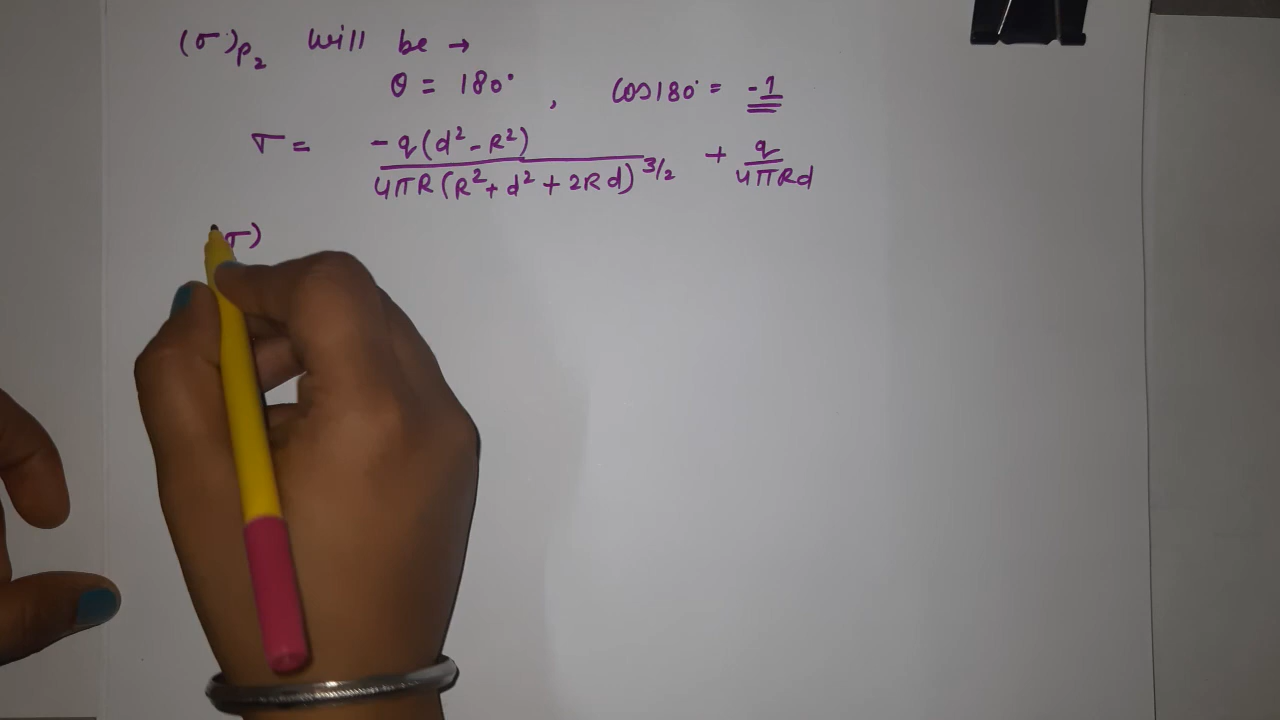 (σ)P₂ will be →
θ = 180° , cos180° = -1
σ = -q(d² - R²) / 4πR(R² + d² + 2Rd)^3/2 + q / 4πRd
σ)